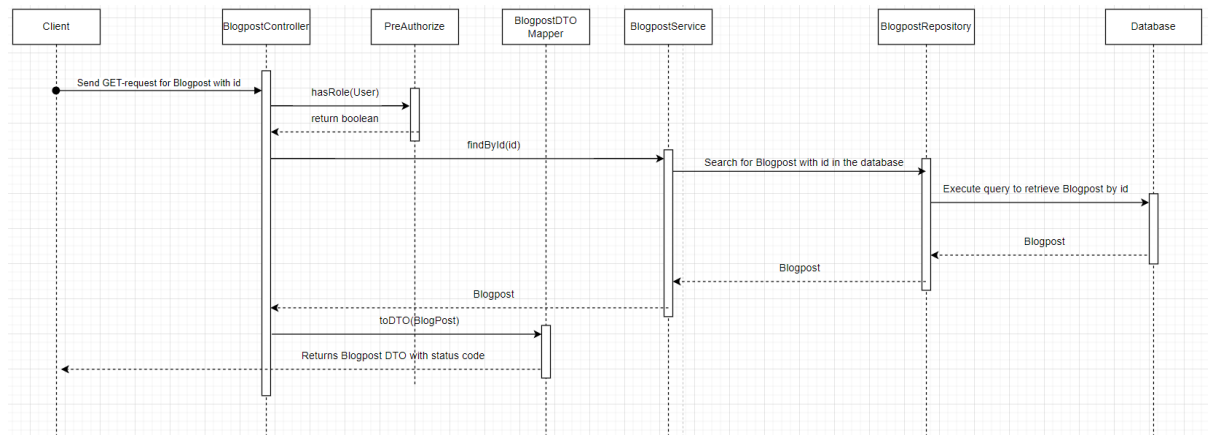 Client
BlogpostController
PreAuthorize
BlogpostDTO
Mapper
BlogpostService
BlogpostRepository
Database
Send GET-request for Blogpost with id
hasRole(User)
return boolean
findById(id)
Search for Blogpost with id in the database
Execute query to retrieve Blogpost by id
Blogpost
Blogpost
Blogpost
toDTO(BlogPost)
Returns Blogpost DTO with status code